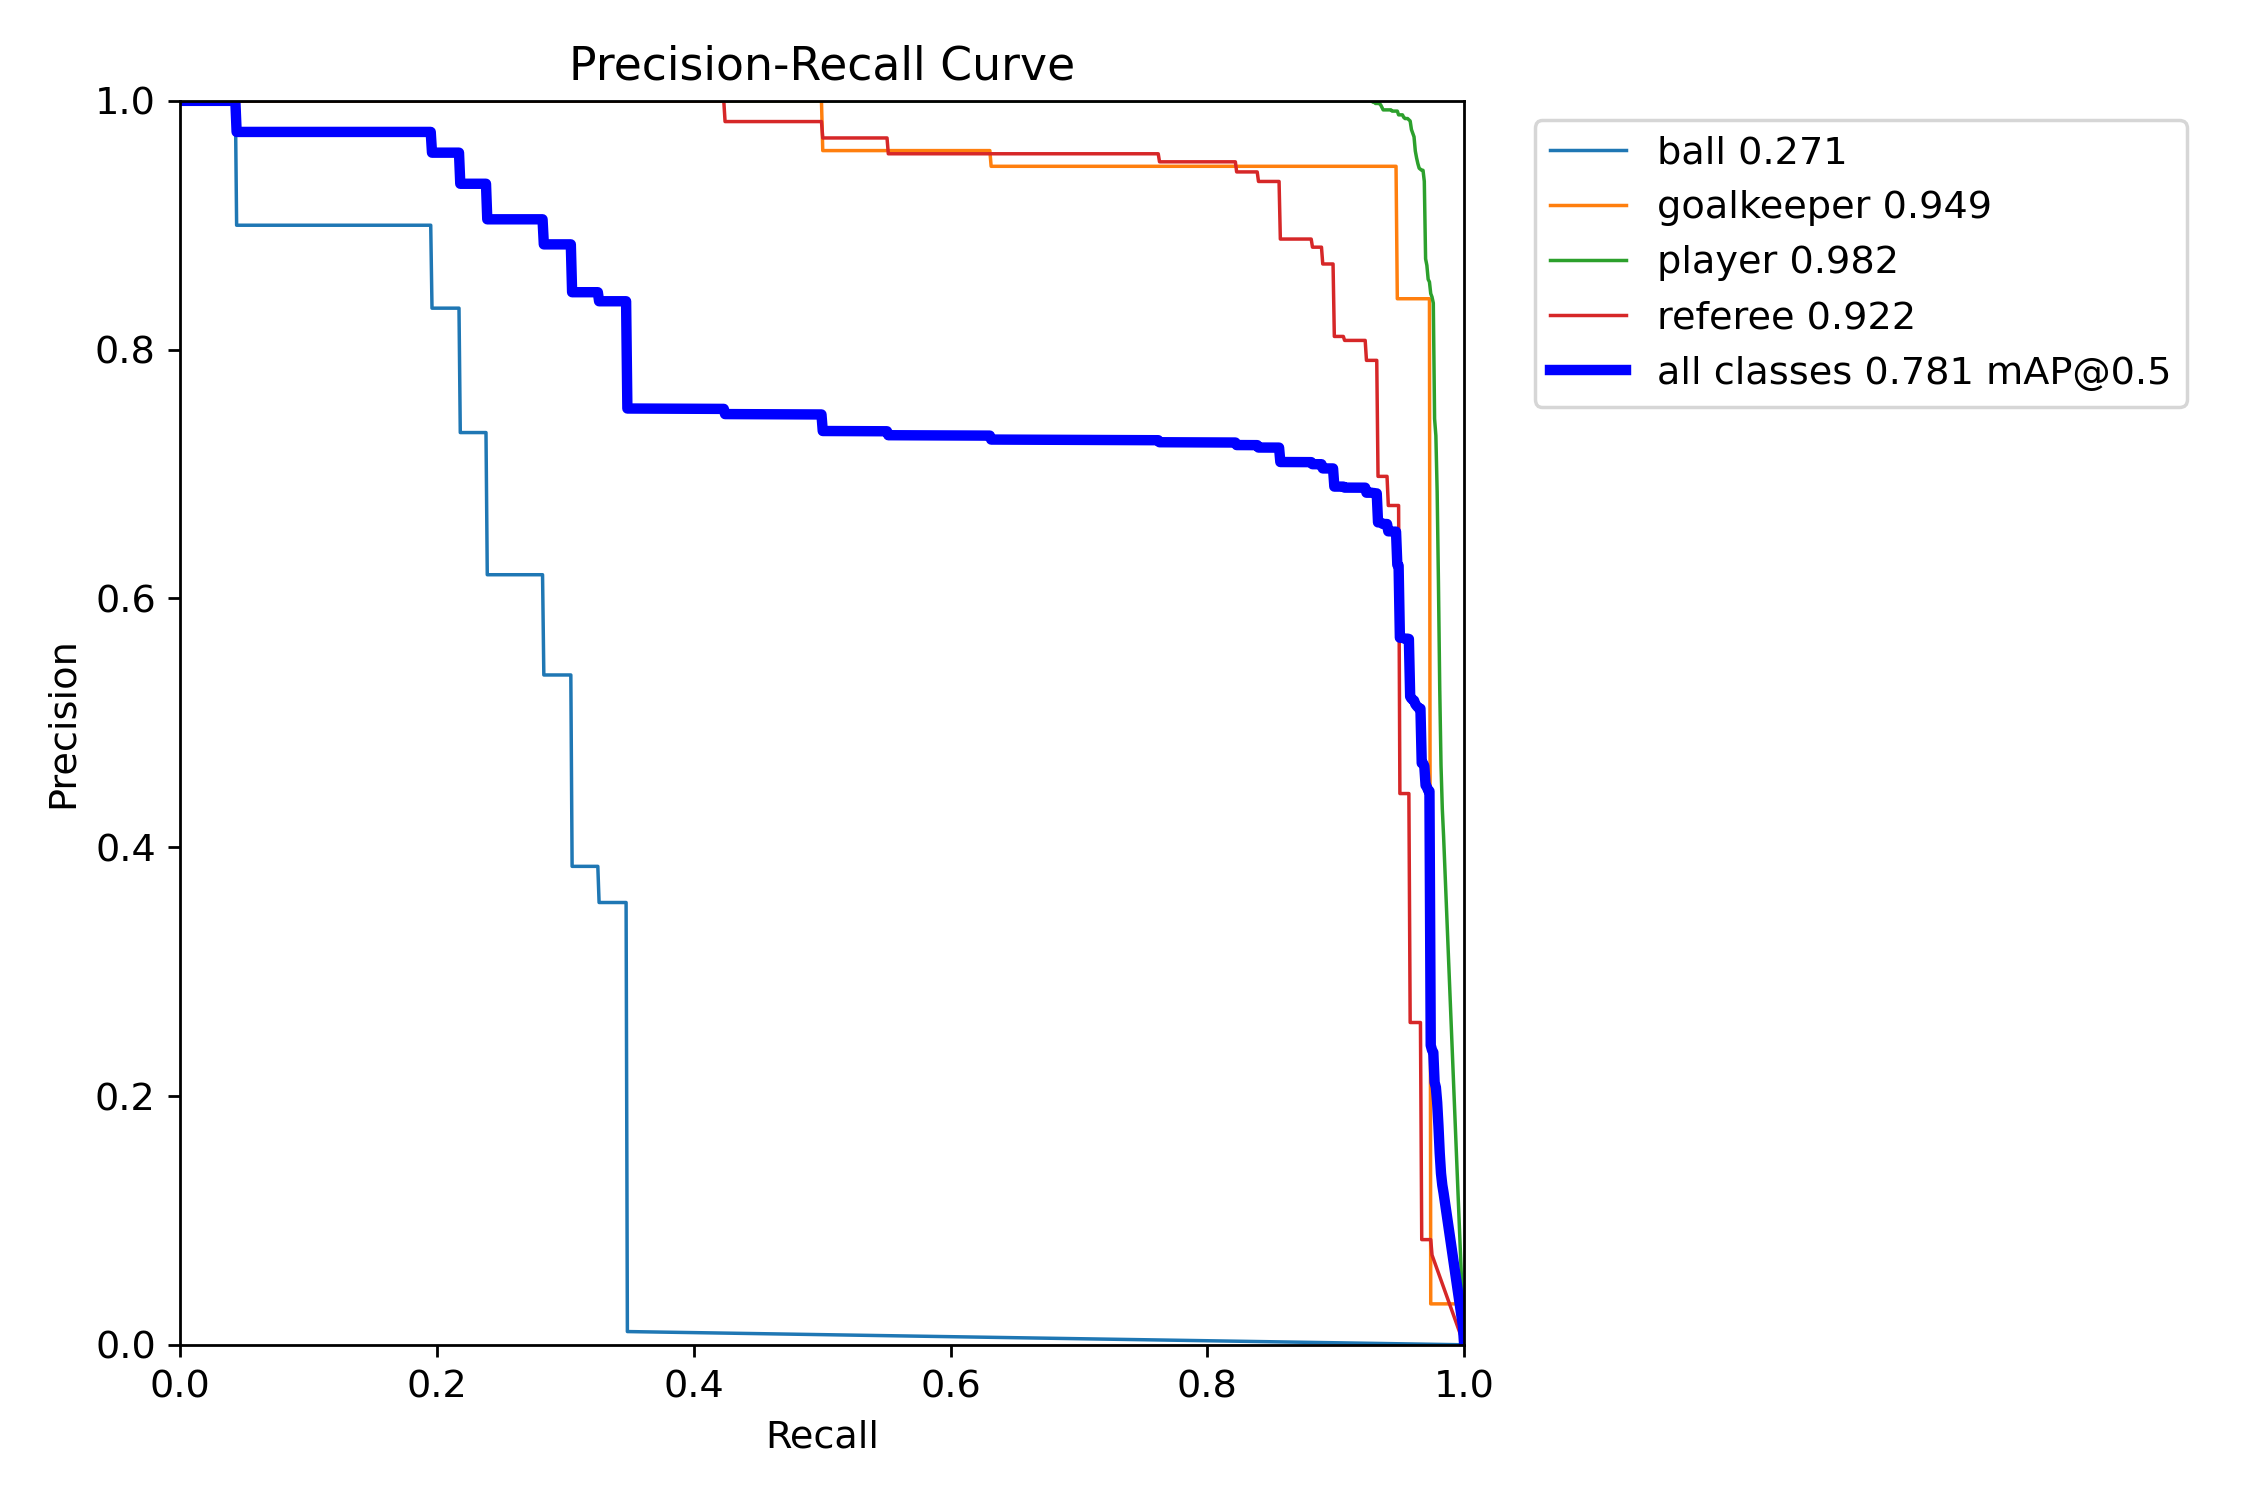 Precision-Recall Curve
1.0
0.8
0.6
0.4
0.2
0.0
Precision
0.0 0.2 0.4 0.6 0.8 1.0
Recall
ball 0.271
goalkeeper 0.949
player 0.982
referee 0.922
all classes 0.781 mAP@0.5